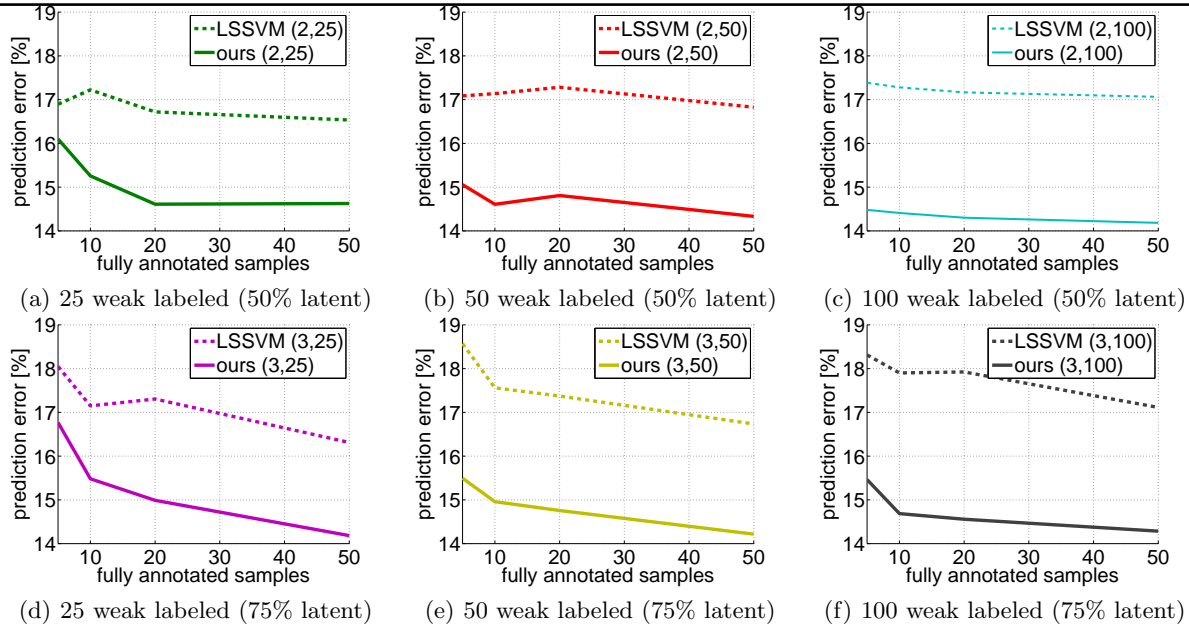 19
18
17
16
15
14
prediction error [%]
LSSVM (2,25)
ours (2,25)
10 20 30 40 50
fully annotated samples
(a) 25 weak labeled (50% latent)
19
18
17
16
15
14
prediction error [%]
LSSVM (2,50)
ours (2,50)
10 20 30 40 50
fully annotated samples
(b) 50 weak labeled (50% latent)
19
18
17
16
15
14
prediction error [%]
LSSVM (2,100)
ours (2,100)
10 20 30 40 50
fully annotated samples
(c) 100 weak labeled (50% latent)
19
18
17
16
15
14
prediction error [%]
LSSVM (3,25)
ours (3,25)
10 20 30 40 50
fully annotated samples
(d) 25 weak labeled (75% latent)
19
18
17
16
15
14
prediction error [%]
LSSVM (3,50)
ours (3,50)
10 20 30 40 50
fully annotated samples
(e) 50 weak labeled (75% latent)
19
18
17
16
15
14
prediction error [%]
LSSVM (3,100)
ours (3,100)
10 20 30 40 50
fully annotated samples
(f) 100 weak labeled (75% latent)